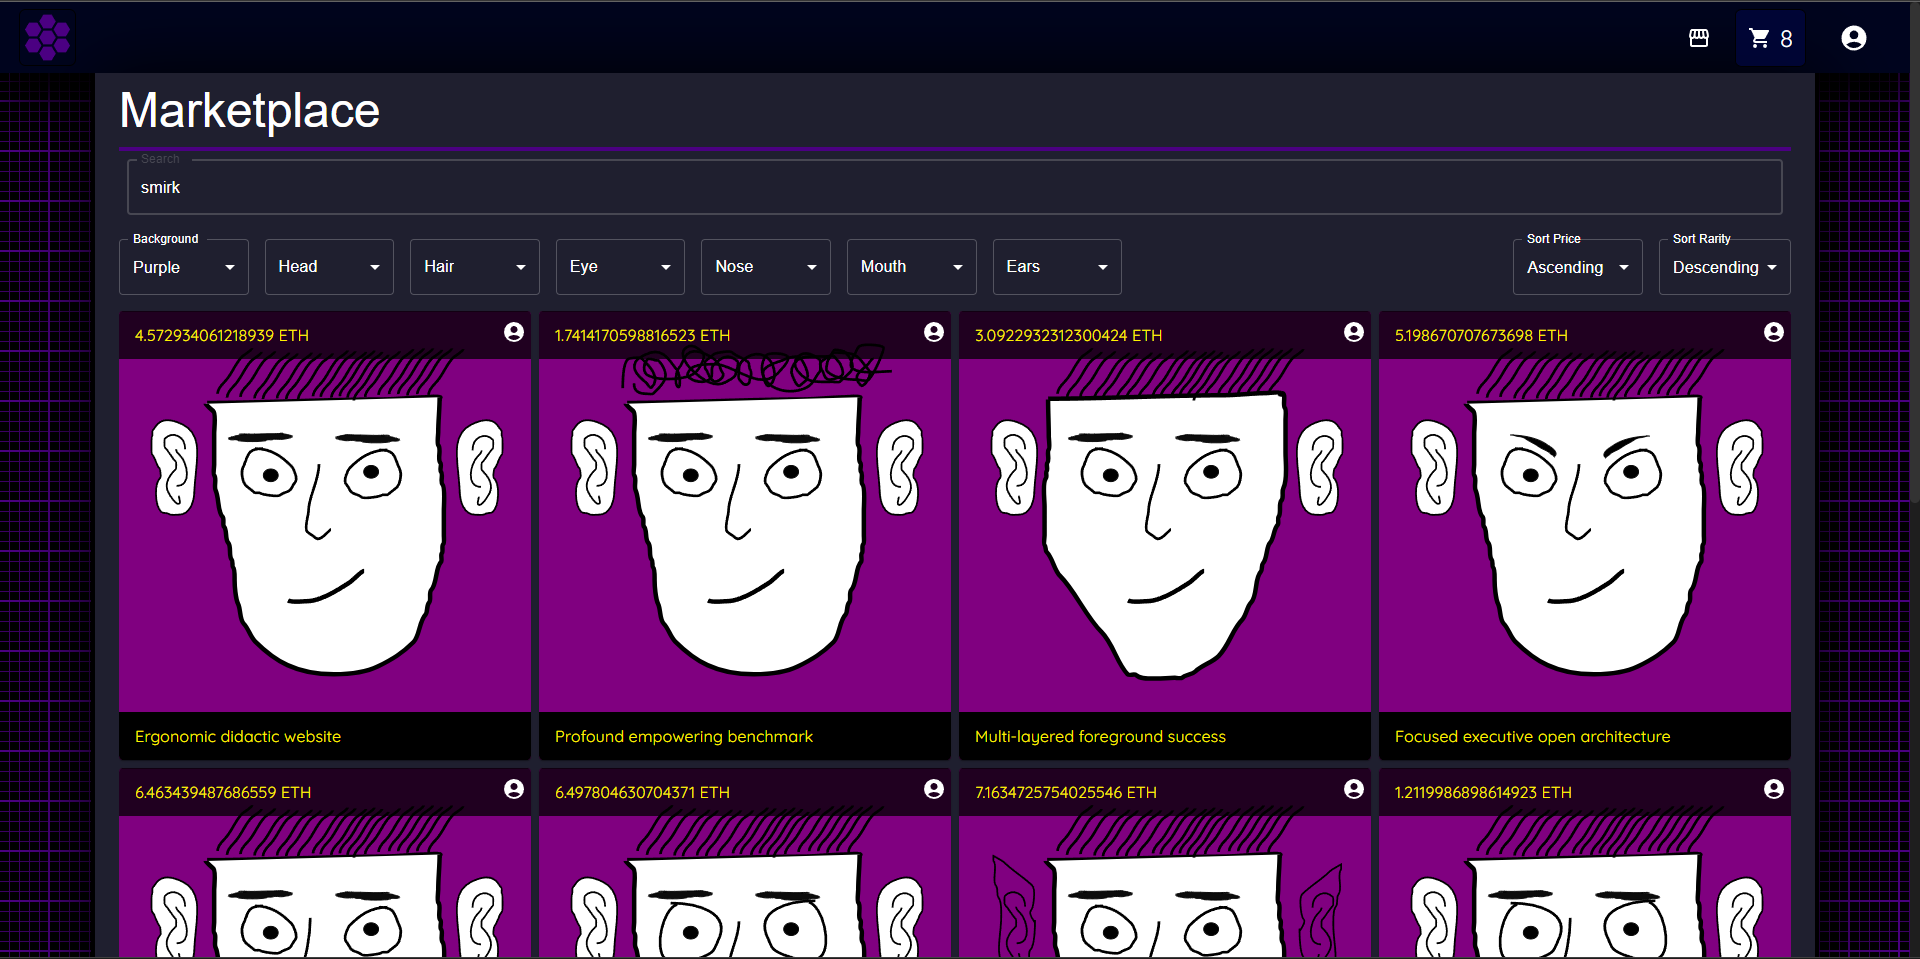 8
Marketplace
Search
smirk
Background
Purple
Head
Hair
Eye
Nose
Mouth
Ears
Sort Price
Ascending
Sort Rarity
Descending
4.572934061218939 ETH
1.7414170598816523 ETH
3.0922932312300424 ETH
5.198670707673698 ETH
Ergonomic didactic website
Profound empowering benchmark
Multi-layered foreground success
Focused executive open architecture
6.463439487686559 ETH
6.497804630704371 ETH
7.1634725754025546 ETH
1.2119986898614923 ETH